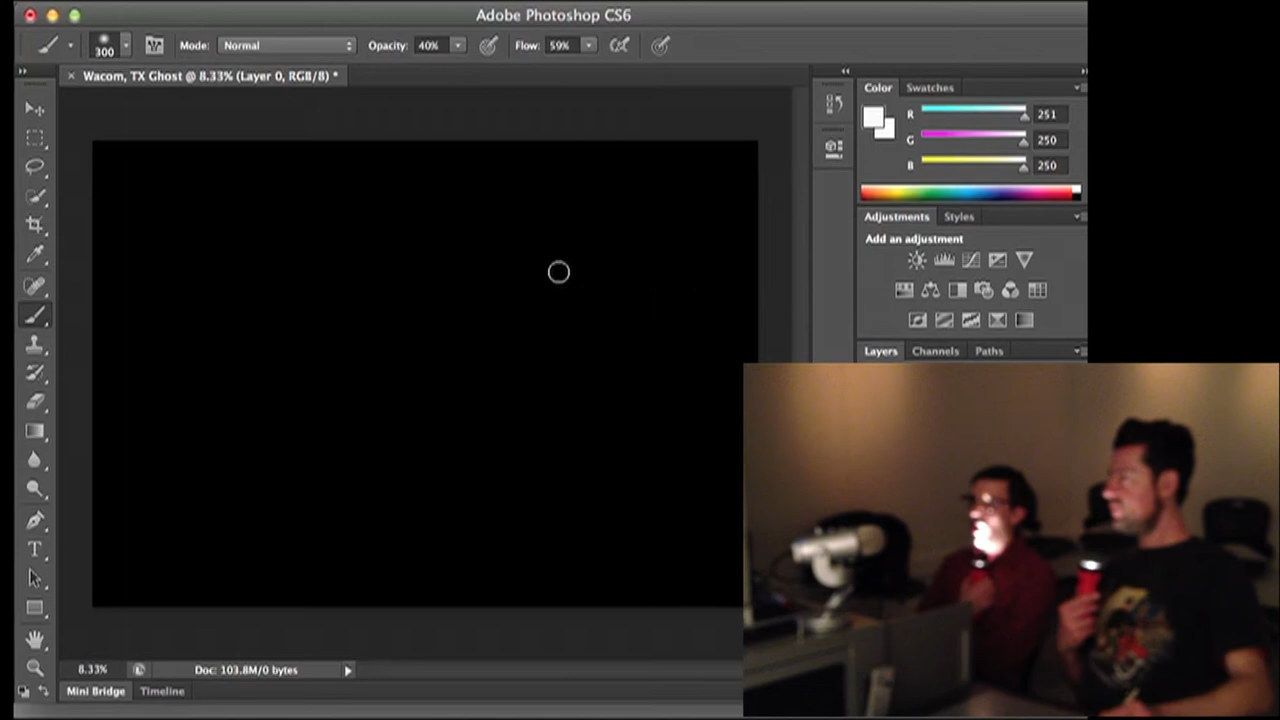 Adobe Photoshop CS6
300 Mode: Normal Opacity: 40% Flow: 59%
Wacom, TX Ghost @ 8.33% (Layer 0, RGB/8) *
Color Swatches
R 251
G 250
B 250
Adjustments Styles
Add an adjustment
Layers Channels Paths
8.33% Doc: 103.8M/0 bytes
Mini Bridge Timeline